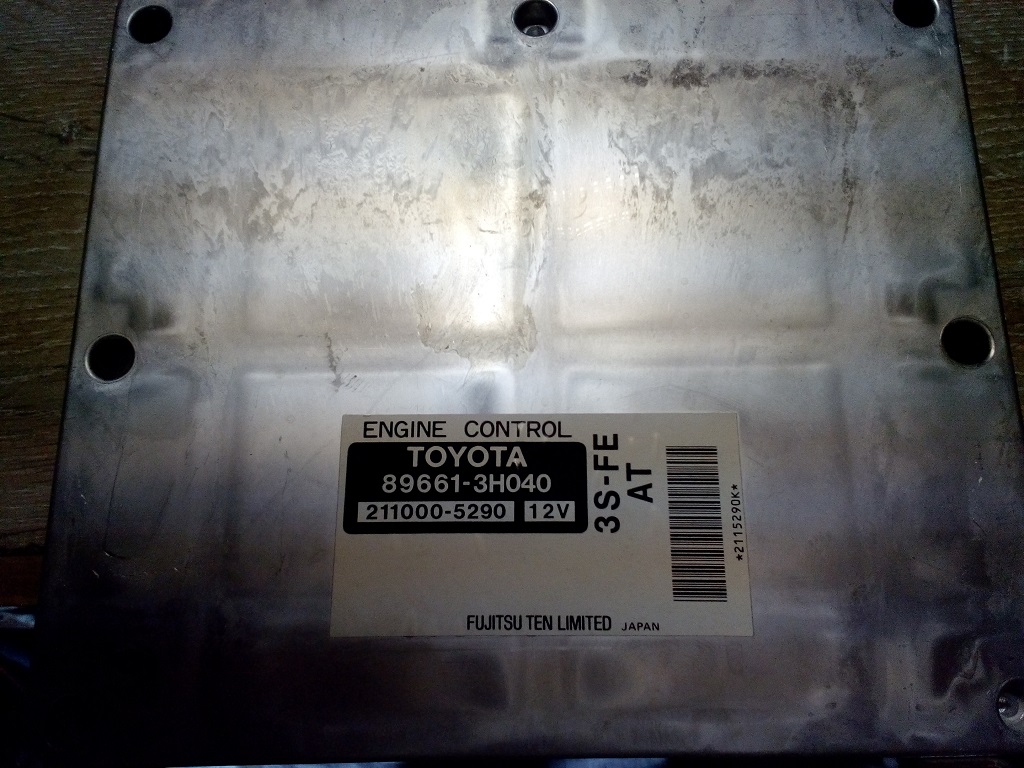 ENGINE CONTROL
TOYOTA
89661-3H040
211000-5290 12V
3S-FE
AT
*2115290K*
FUJITSU TEN LIMITED JAPAN